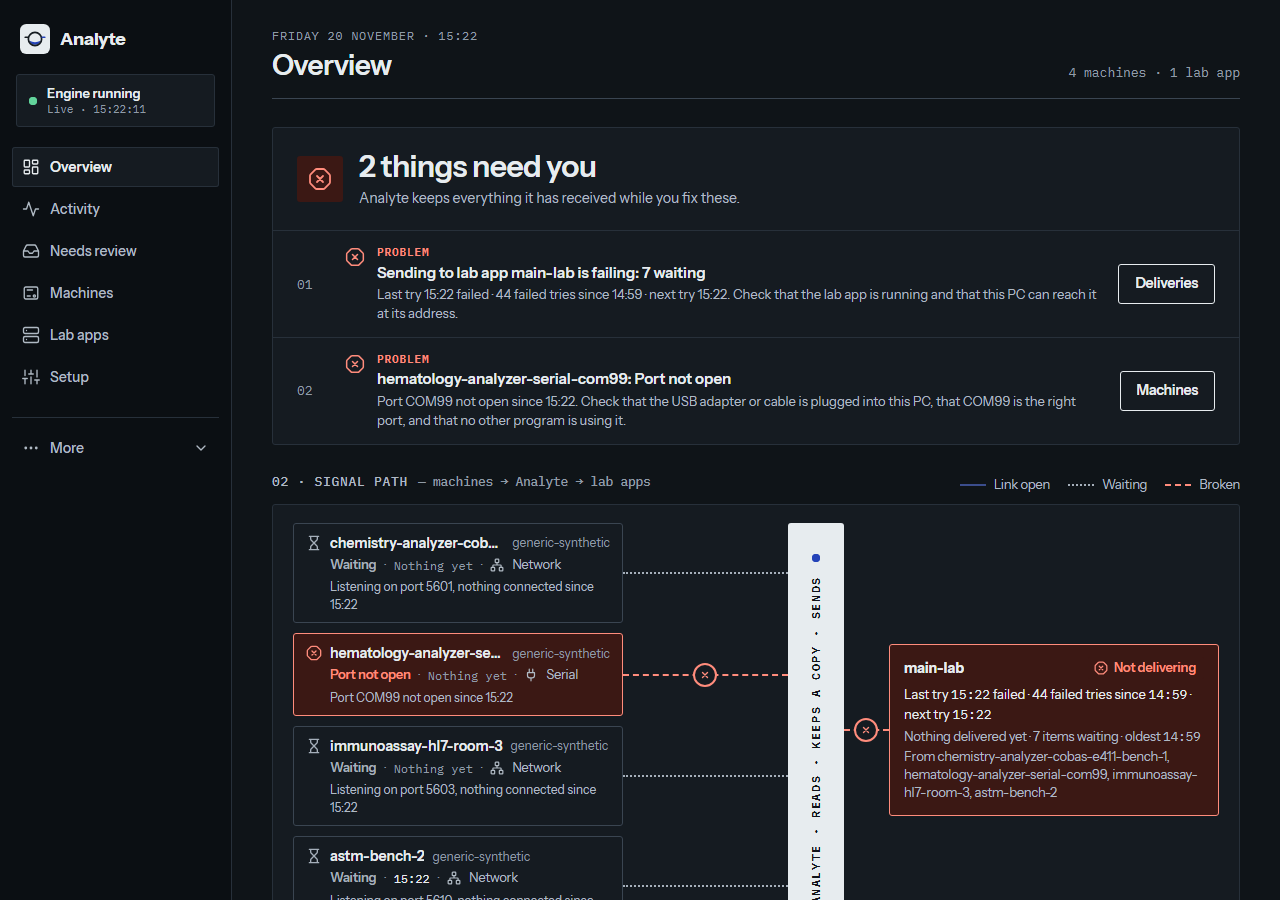 Analyte
Engine running
Live · 15:22:11
Overview
Activity
Needs review
Machines
Lab apps
Setup
More
FRIDAY 20 NOVEMBER · 15:22
Overview
4 machines · 1 lab app
2 things need you
Analyte keeps everything it has received while you fix these.
01
PROBLEM
Sending to lab app main-lab is failing: 7 waiting
Last try 15:22 failed · 44 failed tries since 14:59 · next try 15:22. Check that the lab app is running and that this PC can reach it
at its address.
Deliveries
02
PROBLEM
hematology-analyzer-serial-com99: Port not open
Port COM99 not open since 15:22. Check that the USB adapter or cable is plugged into this PC, that COM99 is the right
port, and that no other program is using it.
Machines
02 · SIGNAL PATH — machines → Analyte → lab apps
Link open
Waiting
Broken
chemistry-analyzer-cob... generic-synthetic
Waiting · Nothing yet · Network
Listening on port 5601, nothing connected since
15:22
hematology-analyzer-se... generic-synthetic
Port not open · Nothing yet · Serial
Port COM99 not open since 15:22
immunoassay-hl7-room-3 generic-synthetic
Waiting · Nothing yet · Network
Listening on port 5603, nothing connected since
15:22
astm-bench-2 generic-synthetic
Waiting · 15:22 · Network
Listening on port 5610, nothing connected since
ANALYTE · READS · KEEPS A COPY · SENDS
main-lab
Not delivering
Last try 15:22 failed · 44 failed tries since 14:59 ·
next try 15:22
Nothing delivered yet · 7 items waiting · oldest 14:59
From chemistry-analyzer-cobas-e411-bench-1,
hematology-analyzer-serial-com99, immunoassay-
hl7-room-3, astm-bench-2